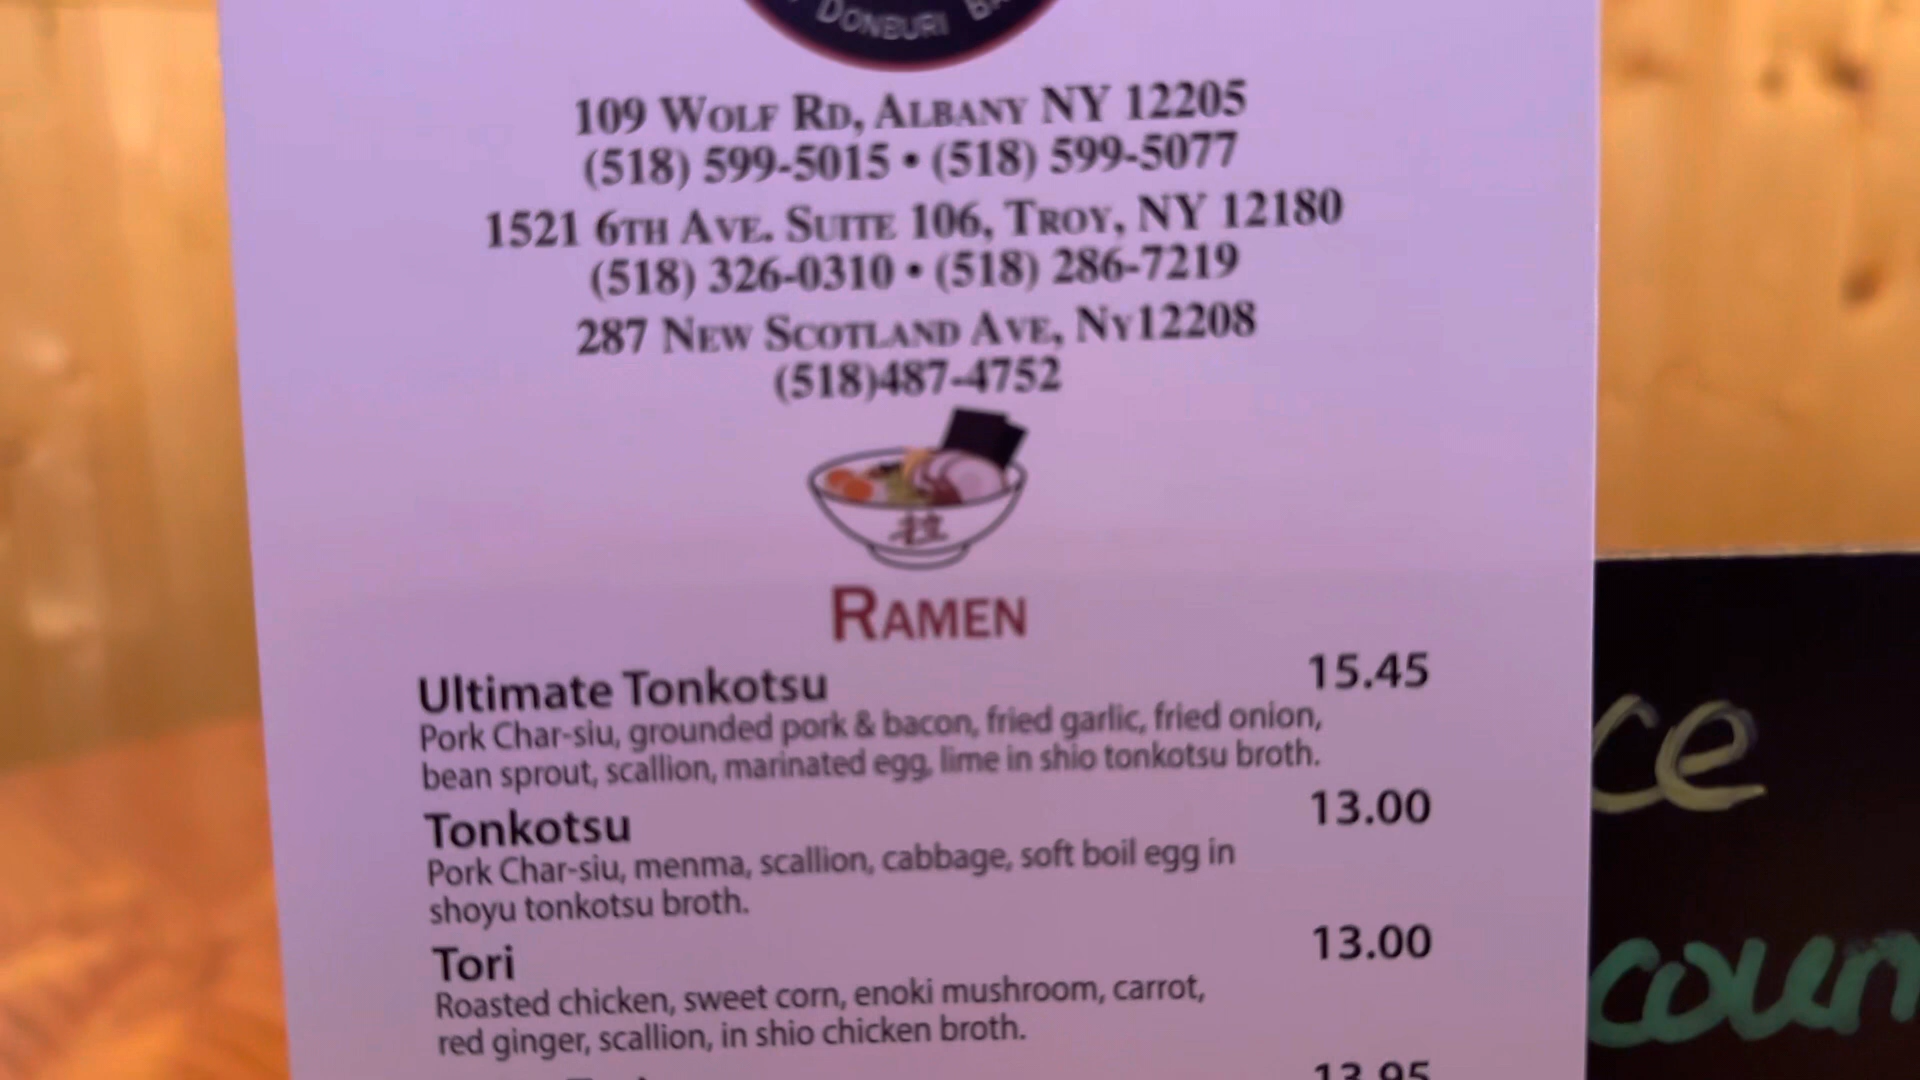 DONBURI
109 WOLF RD, ALBANY NY 12205
(518) 599-5015 • (518) 599-5077
1521 6TH AVE. SUITE 106, TROY, NY 12180
(518) 326-0310 • (518) 286-7219
287 NEW SCOTLAND AVE, NY12208
(518)487-4752
拉
RAMEN
Ultimate Tonkotsu 15.45
Pork Char-siu, grounded pork & bacon, fried garlic, fried onion,
bean sprout, scallion, marinated egg, lime in shio tonkotsu broth.
Tonkotsu 13.00
Pork Char-siu, menma, scallion, cabbage, soft boil egg in
shoyu tonkotsu broth.
Tori 13.00
Roasted chicken, sweet corn, enoki mushroom, carrot,
red ginger, scallion, in shio chicken broth.
13.95
ce
coun